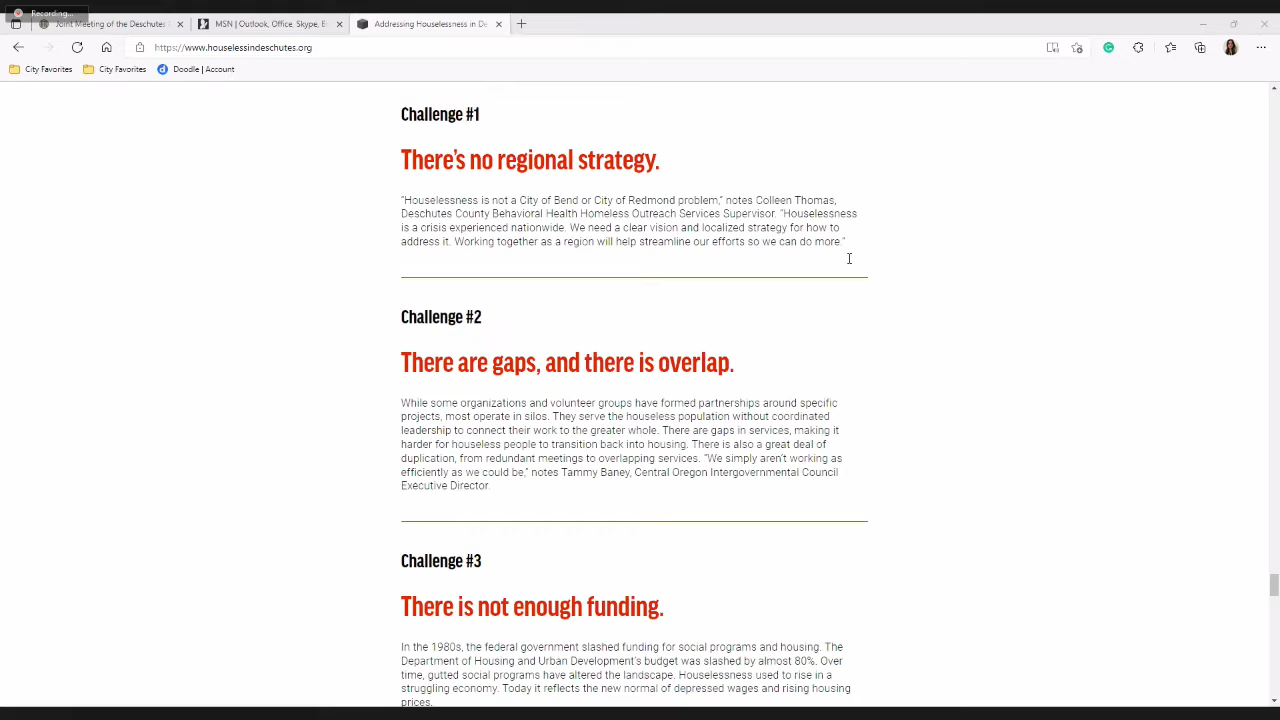 Recording...
Joint Meeting of the Deschutes
MSN | Outlook, Office, Skype, B
Addressing Houselessness in De
https://www.houselessindeschutes.org
City Favorites
City Favorites
Doodle | Account
Challenge #1
There's no regional strategy.
"Houselessness is not a City of Bend or City of Redmond problem," notes Colleen Thomas,
Deschutes County Behavioral Health Homeless Outreach Services Supervisor. "Houselessness
is a crisis experienced nationwide. We need a clear vision and localized strategy for how to
address it. Working together as a region will help streamline our efforts so we can do more."
Challenge #2
There are gaps, and there is overlap.
While some organizations and volunteer groups have formed partnerships around specific
projects, most operate in silos. They serve the houseless population without coordinated
leadership to connect their work to the greater whole. There are gaps in services, making it
harder for houseless people to transition back into housing. There is also a great deal of
duplication, from redundant meetings to overlapping services. "We simply aren't working as
efficiently as we could be," notes Tammy Baney, Central Oregon Intergovernmental Council
Executive Director.
Challenge #3
There is not enough funding.
In the 1980s, the federal government slashed funding for social programs and housing. The
Department of Housing and Urban Development's budget was slashed by almost 80%. Over
time, gutted social programs have altered the landscape. Houselessness used to rise in a
struggling economy. Today it reflects the new normal of depressed wages and rising housing
prices.